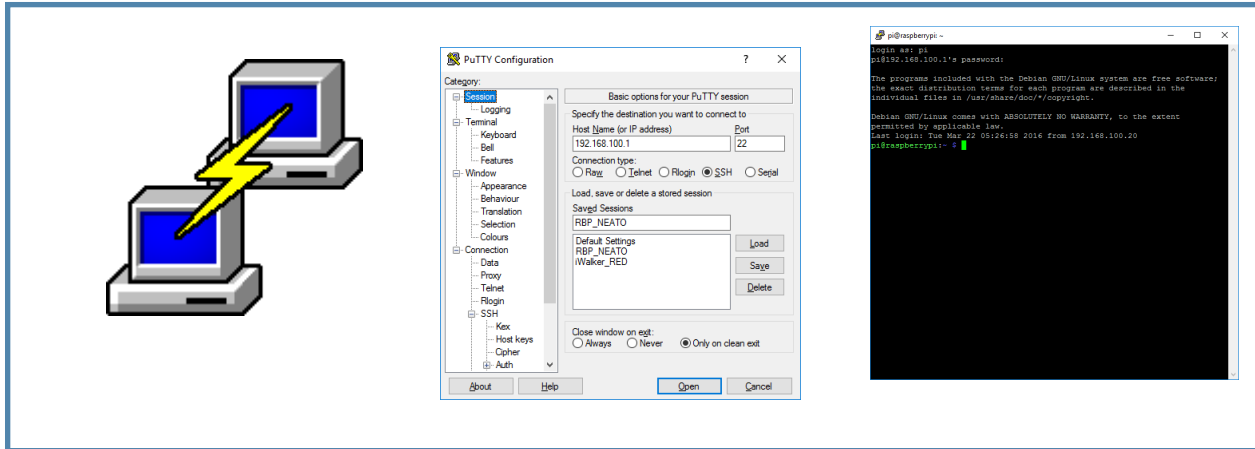 PuTTY Configuration
Category:
Session
Logging
Terminal
Keyboard
Bell
Features
Window
Appearance
Behaviour
Translation
Selection
Colours
Connection
Data
Proxy
Telnet
Rlogin
SSH
Kex
Host keys
Cipher
Auth
Basic options for your PuTTY session
Specify the destination you want to connect to
Host Name (or IP address) Port
192.168.100.1 22
Connection type:
Raw Telnet Rlogin SSH Serial
Load, save or delete a stored session
Saved Sessions
RBP_NEATO
Default Settings
RBP_NEATO
iWalker_RED
Load
Save
Delete
Close window on exit:
Always Never Only on clean exit
About Help Open Cancel
pi@raspberrypi: ~
login as: pi
pi@192.168.100.1's password:
The programs included with the Debian GNU/Linux system are free software;
the exact distribution terms for each program are described in the
individual files in /usr/share/doc/*/copyright.
Debian GNU/Linux comes with ABSOLUTELY NO WARRANTY, to the extent
permitted by applicable law.
Last login: Tue Mar 22 05:26:58 2016 from 192.168.100.20
pi@raspberrypi:~ $